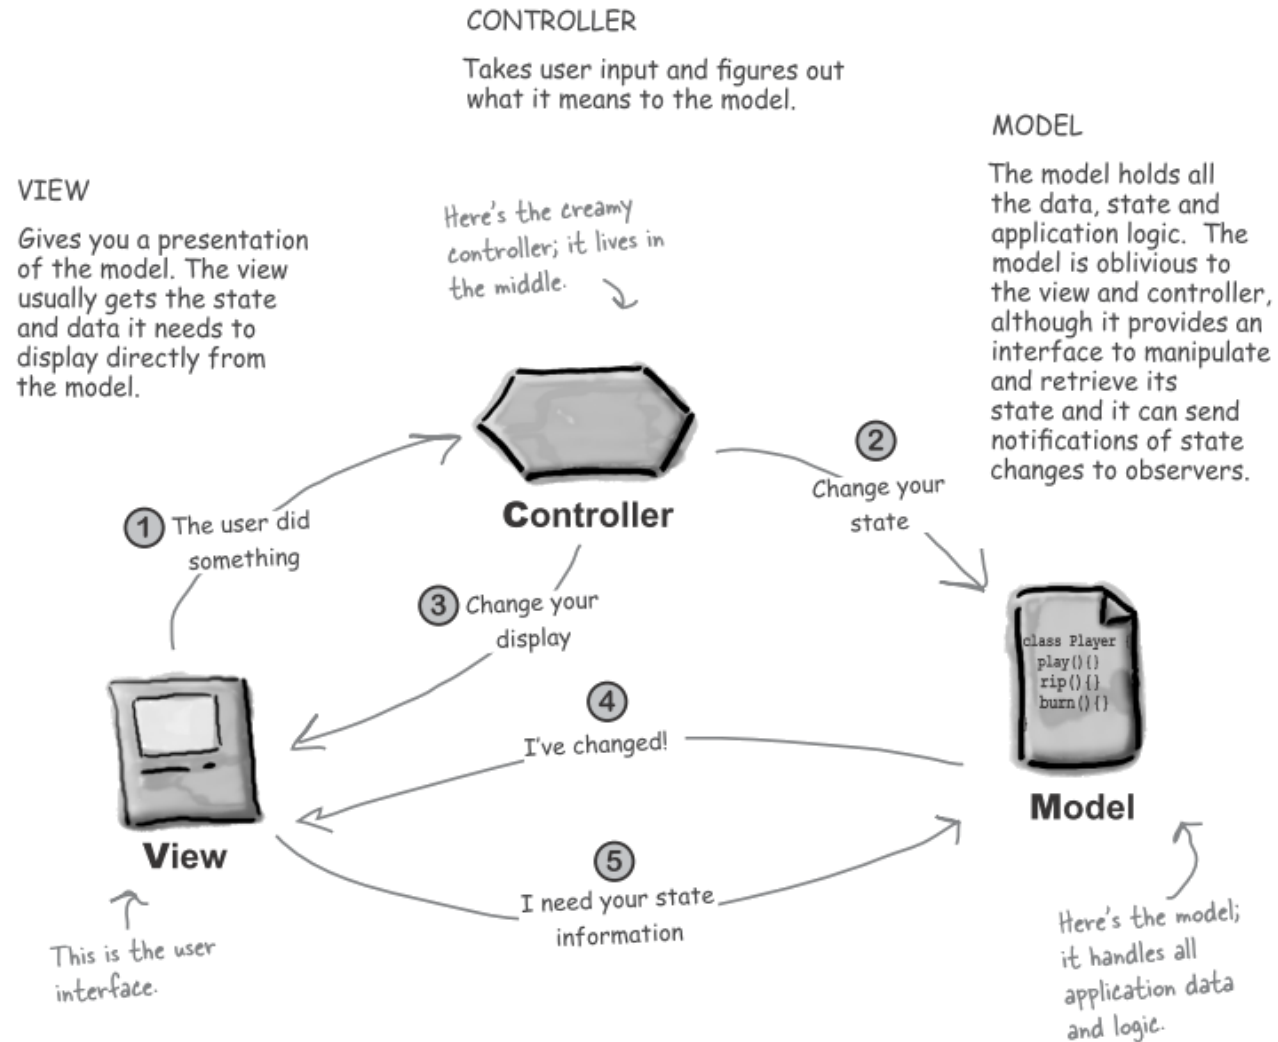 CONTROLLER
Takes user input and figures out
what it means to the model.
MODEL
The model holds all
the data, state and
application logic.  The
model is oblivious to
the view and controller,
although it provides an
interface to manipulate
and retrieve its
state and it can send
notifications of state
changes to observers.
VIEW
Gives you a presentation
of the model. The view
usually gets the state
and data it needs to
display directly from
the model.
Here's the creamy
controller; it lives in
the middle.
Controller
1
The user did
something
2
Change your
state
3
Change your
display
class Player {
play(){}
rip(){}
burn(){}
4
I've changed!
Model
View
5
I need your state
information
This is the user
interface.
Here's the model;
it handles all
application data
and logic.